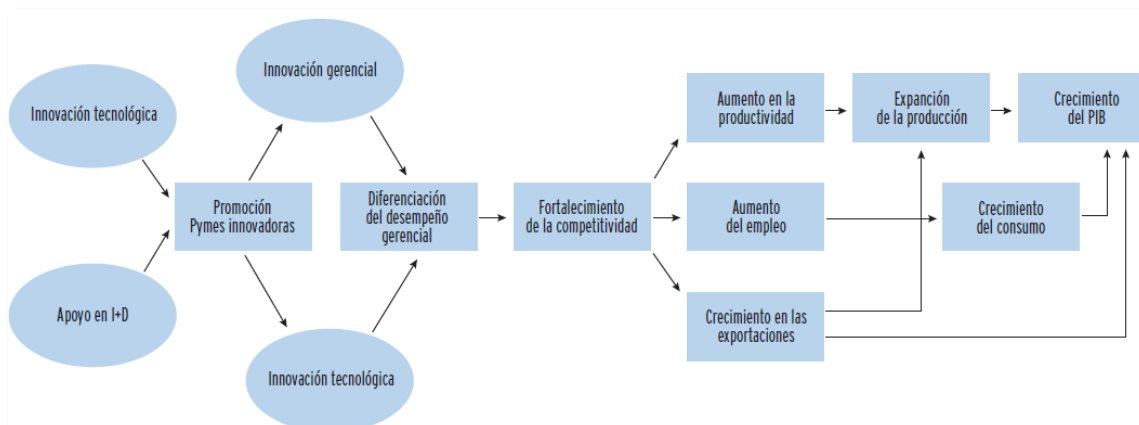 Innovación tecnológica
Apoyo en I+D
Promoción
Pymes innovadoras
Innovación gerencial
Innovación tecnológica
Diferenciación
del desempeño
gerencial
Fortalecimiento
de la competitividad
Aumento en la
productividad
Aumento
del empleo
Crecimiento en las
exportaciones
Expansión
de la producción
Crecimiento
del consumo
Crecimiento
del PIB